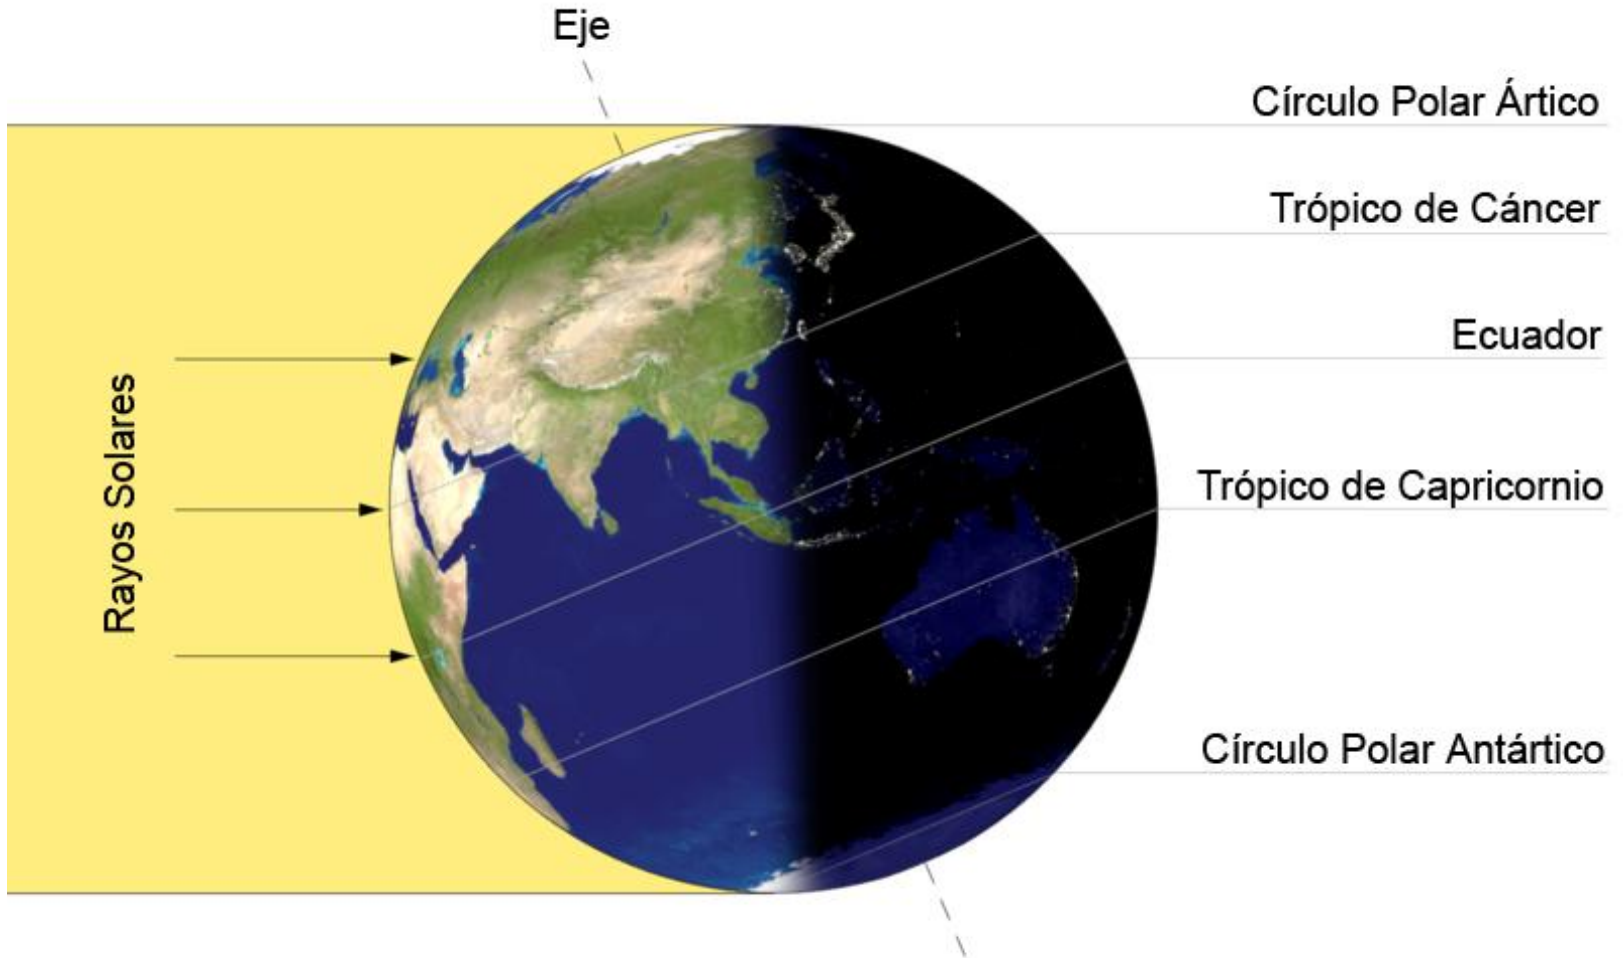 Eje
Círculo Polar Ártico
Trópico de Cáncer
Ecuador
Trópico de Capricornio
Círculo Polar Antártico
Rayos Solares